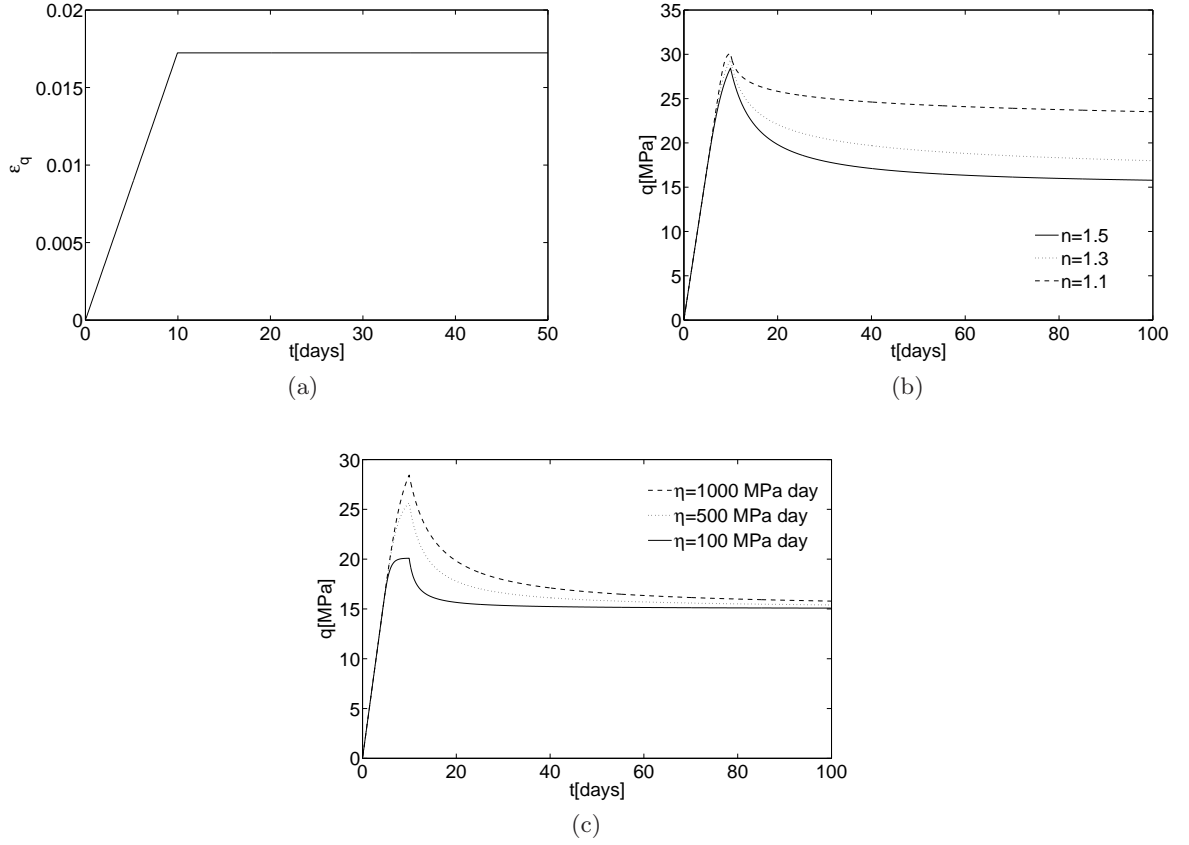 0.02
0.015
0.01
0.005
0
ε_q
0 10 20 30 40 50
t[days]
(a)
35
30
25
20
15
10
5
0
q[MPa]
n=1.5
n=1.3
n=1.1
0 20 40 60 80 100
t[days]
(b)
30
25
20
15
10
5
0
q[MPa]
η=1000 MPa day
η=500 MPa day
η=100 MPa day
0 20 40 60 80 100
t[days]
(c)